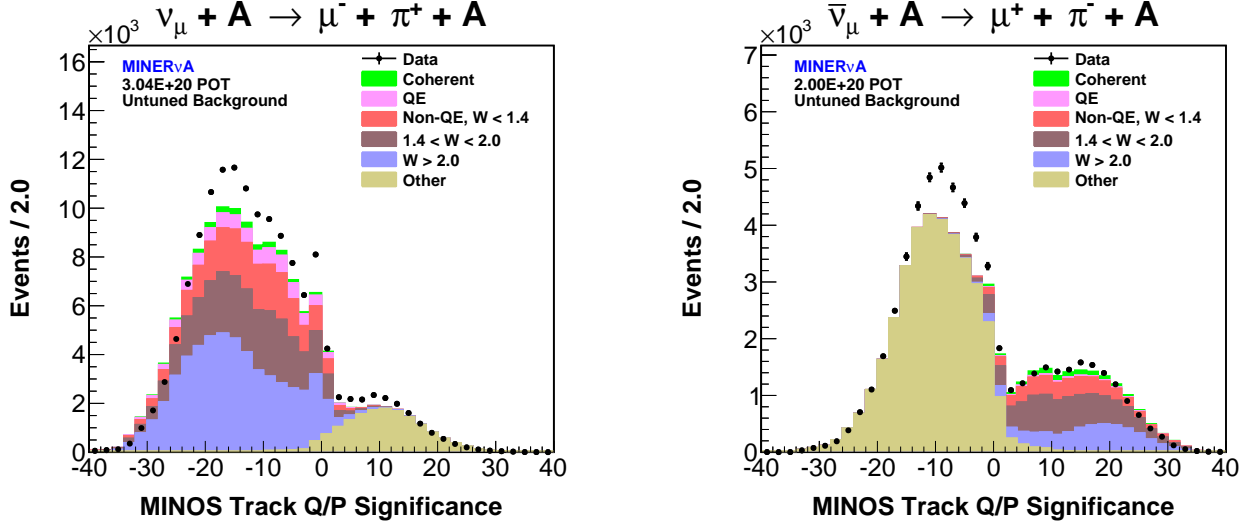 νμ + A → μ- + π+ + A
×10³
MINERνA
3.04E+20 POT
Untuned Background
Data
Coherent
QE
Non-QE, W < 1.4
1.4 < W < 2.0
W > 2.0
Other
Events / 2.0
16
14
12
10
8
6
4
2
0
-40 -30 -20 -10 0 10 20 30 40
MINOS Track Q/P Significance
ν̄μ + A → μ+ + π- + A
×10³
MINERνA
2.00E+20 POT
Untuned Background
Data
Coherent
QE
Non-QE, W < 1.4
1.4 < W < 2.0
W > 2.0
Other
Events / 2.0
7
6
5
4
3
2
1
0
-40 -30 -20 -10 0 10 20 30 40
MINOS Track Q/P Significance